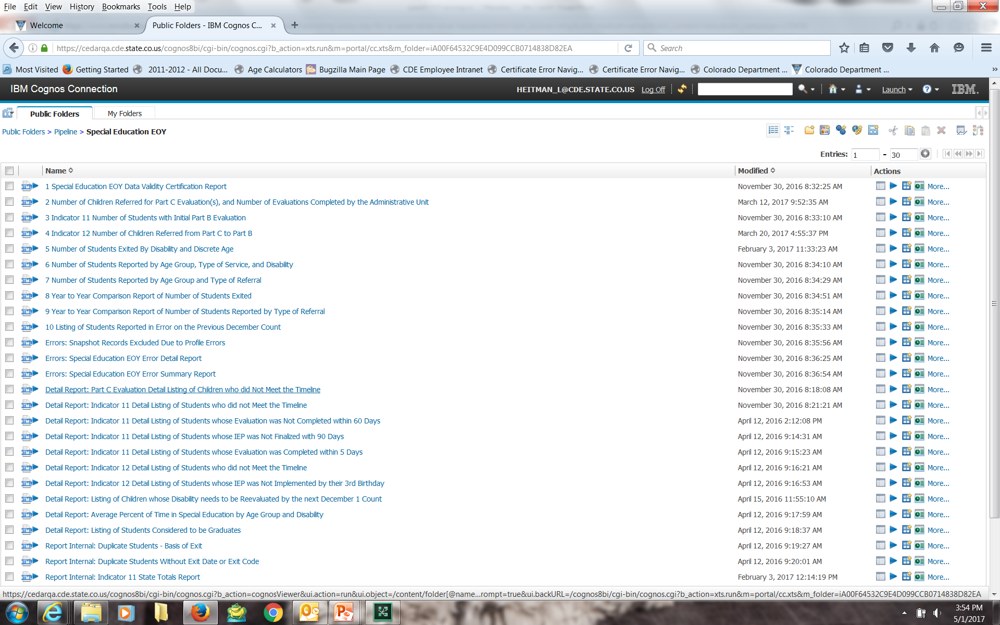 File Edit View History Bookmarks Tools Help
Welcome × Public Folders - IBM Cognos C... × +
https://cedarqa.cde.state.co.us/cognos8bi/cgi-bin/cognos.cgi?b_action=xts.run&m=portal/cc.xts&m_folder=iA00F64532C9E4D099CCB0714838D82EA Search
Most Visited Getting Started 2011-2012 - All Docu... Age Calculators Bugzilla Main Page CDE Employee Intranet Certificate Error Navig... Certificate Error Navig... Colorado Department ... Colorado Department ... »
IBM Cognos Connection HEITMAN_L@CDE.STATE.CO.US Log Off Launch IBM.
Public Folders My Folders
Public Folders > Pipeline > Special Education EOY
Entries: 1 - 30
Name Modified Actions
1 Special Education EOY Data Validity Certification Report November 30, 2016 8:32:25 AM More...
2 Number of Children Referred for Part C Evaluation(s), and Number of Evaluations Completed by the Administrative Unit March 12, 2017 9:52:35 AM More...
3 Indicator 11 Number of Students with Initial Part B Evaluation November 30, 2016 8:33:10 AM More...
4 Indicator 12 Number of Children Referred from Part C to Part B March 20, 2017 4:55:37 PM More...
5 Number of Students Exited By Disability and Discrete Age February 3, 2017 11:33:23 AM More...
6 Number of Students Reported by Age Group, Type of Service, and Disability November 30, 2016 8:34:10 AM More...
7 Number of Students Reported by Age Group and Type of Referral November 30, 2016 8:34:29 AM More...
8 Year to Year Comparison Report of Number of Students Exited November 30, 2016 8:34:51 AM More...
9 Year to Year Comparison Report of Number of Students Reported by Type of Referral November 30, 2016 8:35:14 AM More...
10 Listing of Students Reported in Error on the Previous December Count November 30, 2016 8:35:33 AM More...
Errors: Snapshot Records Excluded Due to Profile Errors November 30, 2016 8:35:56 AM More...
Errors: Special Education EOY Error Detail Report November 30, 2016 8:36:25 AM More...
Errors: Special Education EOY Error Summary Report November 30, 2016 8:36:54 AM More...
Detail Report: Part C Evaluation Detail Listing of Children who did Not Meet the Timeline November 30, 2016 8:18:08 AM More...
Detail Report: Indicator 11 Detail Listing of Students who did not Meet the Timeline November 30, 2016 8:21:21 AM More...
Detail Report: Indicator 11 Detail Listing of Students whose Evaluation was Not Completed within 60 Days April 12, 2016 2:12:08 PM More...
Detail Report: Indicator 11 Detail Listing of Students whose IEP was Not Finalized with 90 Days April 12, 2016 9:14:31 AM More...
Detail Report: Indicator 11 Detail Listing of Students whose Evaluation was Completed within 5 Days April 12, 2016 9:15:23 AM More...
Detail Report: Indicator 12 Detail Listing of Students who did not Meet the Timeline April 12, 2016 9:16:21 AM More...
Detail Report: Indicator 12 Detail Listing of Students whose IEP was Not Implemented by their 3rd Birthday April 12, 2016 9:16:53 AM More...
Detail Report: Listing of Children whose Disability needs to be Reevaluated by the next December 1 Count April 15, 2016 11:55:10 AM More...
Detail Report: Average Percent of Time in Special Education by Age Group and Disability April 12, 2016 9:17:59 AM More...
Detail Report: Listing of Students Considered to be Graduates April 12, 2016 9:18:37 AM More...
Report Internal: Duplicate Students - Basis of Exit April 12, 2016 9:19:27 AM More...
Report Internal: Duplicate Students Without Exit Date or Exit Code April 12, 2016 9:20:01 AM More...
Report Internal: Indicator 11 State Totals Report February 3, 2017 12:14:19 PM More...
https://cedarqa.cde.state.co.us/cognos8bi/cgi-bin/cognos.cgi?b_action=cognosViewer&ui.action=run&ui.object=/content/folder[@name...rompt=true&ui.backURL=/cognos8bi/cgi-bin/cognos.cgi?b_action=xts.run&m=portal/cc.xts&m_folder=iA00F64532C9E4D099CCB0714838D82EA
3:54 PM
5/1/2017